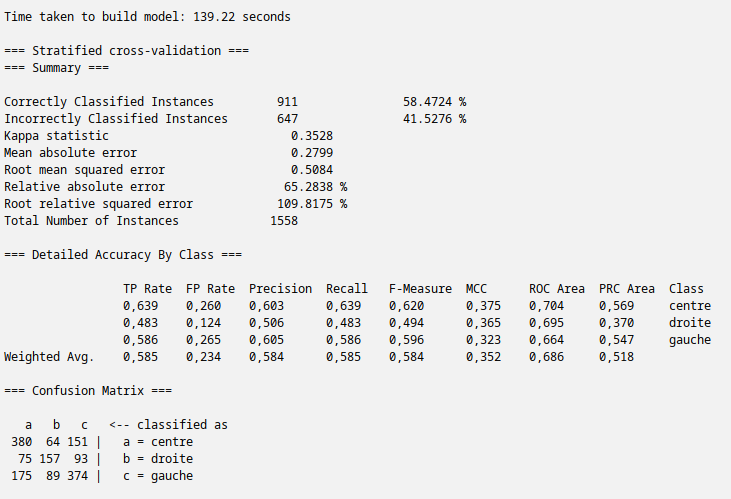 Time taken to build model: 139.22 seconds
=== Stratified cross-validation ===
=== Summary ===
Correctly Classified Instances         911               58.4724 %
Incorrectly Classified Instances       647               41.5276 %
Kappa statistic                          0.3528
Mean absolute error                      0.2799
Root mean squared error                  0.5084
Relative absolute error                 65.2838 %
Root relative squared error            109.8175 %
Total Number of Instances             1558
=== Detailed Accuracy By Class ===
                 TP Rate  FP Rate  Precision  Recall   F-Measure  MCC      ROC Area  PRC Area  Class
                 0,639    0,260    0,603      0,639    0,620      0,375    0,704     0,569     centre
                 0,483    0,124    0,506      0,483    0,494      0,365    0,695     0,370     droite
                 0,586    0,265    0,605      0,586    0,596      0,323    0,664     0,547     gauche
Weighted Avg.    0,585    0,234    0,584      0,585    0,584      0,352    0,686     0,518
=== Confusion Matrix ===
   a   b   c   <-- classified as
 380  64 151 |   a = centre
  75 157  93 |   b = droite
 175  89 374 |   c = gauche